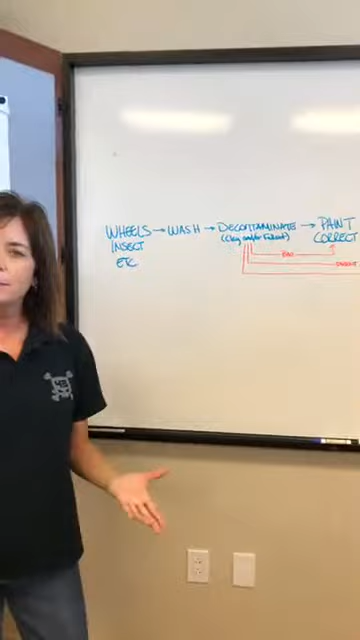 WHEELS → WASH → DECONTAMINATE → PAINT
INSECT (Clay and/or Fallout) CORRECT
ETC